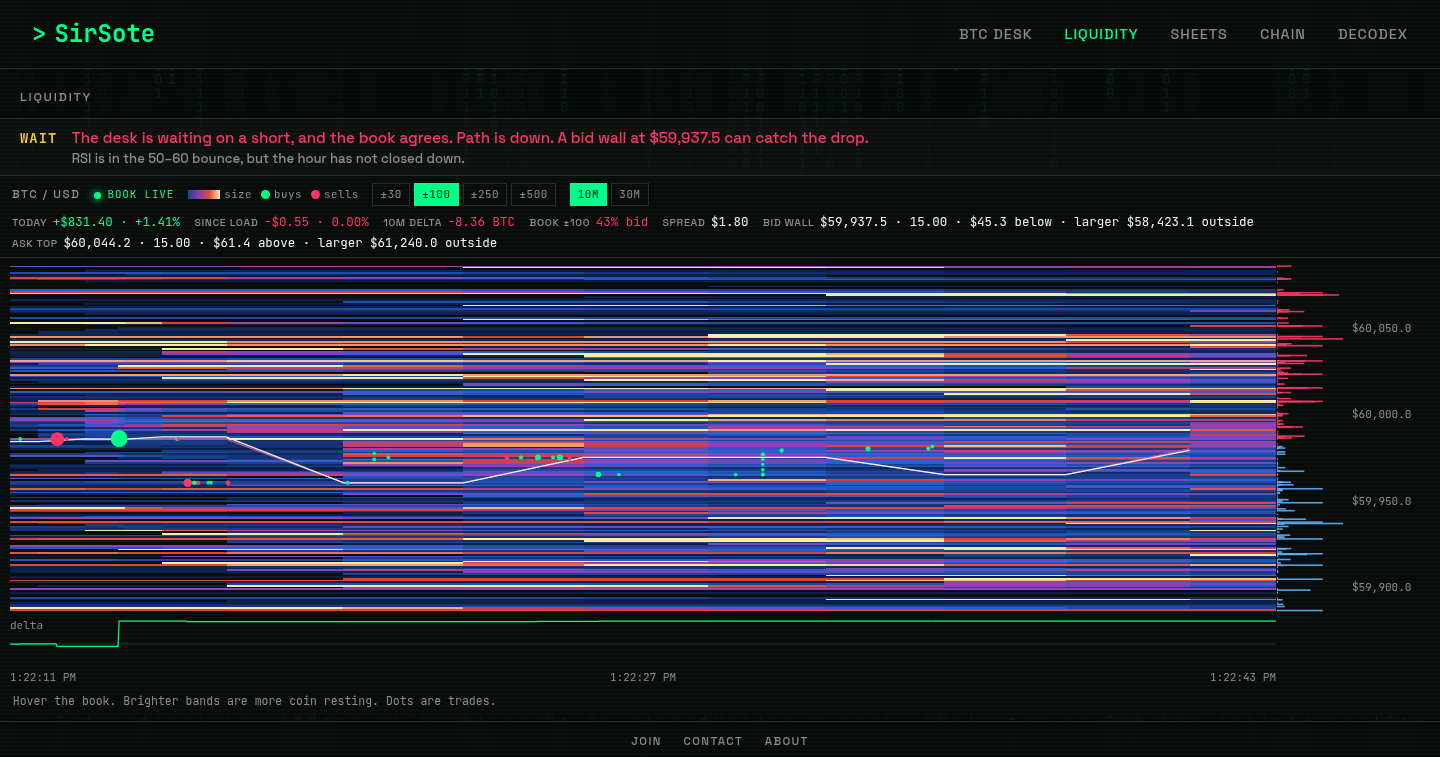 > SirSote
BTC DESK LIQUIDITY SHEETS CHAIN DECODEX
LIQUIDITY
WAIT The desk is waiting on a short, and the book agrees. Path is down. A bid wall at $59,937.5 can catch the drop.
RSI is in the 50–60 bounce, but the hour has not closed down.
BTC / USD BOOK LIVE size buys sells ±30 ±100 ±250 ±500 10M 30M
TODAY +$831.40 · +1.41% SINCE LOAD -$0.55 · 0.00% 10M DELTA -8.36 BTC BOOK ±100 43% bid SPREAD $1.80 BID WALL $59,937.5 · 15.00 · $45.3 below · larger $58,423.1 outside
ASK TOP $60,044.2 · 15.00 · $61.4 above · larger $61,240.0 outside
$60,050.0
$60,000.0
$59,950.0
$59,900.0
delta
1:22:11 PM 1:22:27 PM 1:22:43 PM
Hover the book. Brighter bands are more coin resting. Dots are trades.
JOIN CONTACT ABOUT